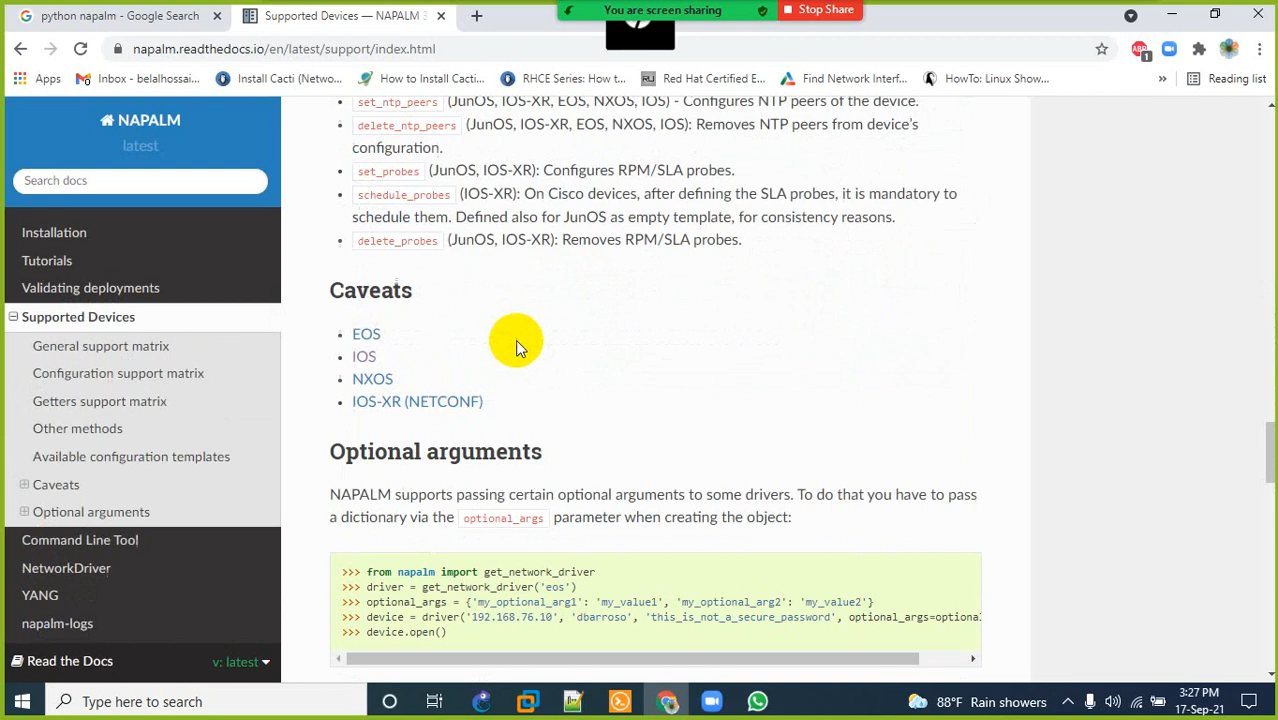 python napalm - Google Search
Supported Devices — NAPALM 3
You are screen sharing
Stop Share
napalm.readthedocs.io/en/latest/support/index.html
ABP
1
Apps
Inbox - belalhossai...
Install Cacti (Netwo...
How to Install Cacti...
RHCE Series: How t...
Red Hat Certified E...
Find Network Interf...
HowTo: Linux Show...
»
Reading list
NAPALM
latest
Search docs
Installation
Tutorials
Validating deployments
Supported Devices
General support matrix
Configuration support matrix
Getters support matrix
Other methods
Available configuration templates
Caveats
Optional arguments
Command Line Tool
NetworkDriver
YANG
napalm-logs
Read the Docs
v: latest
set_ntp_peers (JunOS, IOS-XR, EOS, NXOS, IOS) - Configures NTP peers of the device.
delete_ntp_peers (JunOS, IOS-XR, EOS, NXOS, IOS): Removes NTP peers from device's
configuration.
set_probes (JunOS, IOS-XR): Configures RPM/SLA probes.
schedule_probes (IOS-XR): On Cisco devices, after defining the SLA probes, it is mandatory to
schedule them. Defined also for JunOS as empty template, for consistency reasons.
delete_probes (JunOS, IOS-XR): Removes RPM/SLA probes.
Caveats
EOS
IOS
NXOS
IOS-XR (NETCONF)
Optional arguments
NAPALM supports passing certain optional arguments to some drivers. To do that you have to pass
a dictionary via the optional_args parameter when creating the object:
>>> from napalm import get_network_driver
>>> driver = get_network_driver('eos')
>>> optional_args = {'my_optional_arg1': 'my_value1', 'my_optional_arg2': 'my_value2'}
>>> device = driver('192.168.76.10', 'dbarroso', 'this_is_not_a_secure_password', optional_args=optional
>>> device.open()
Type here to search
88°F Rain showers
3:27 PM
17-Sep-21